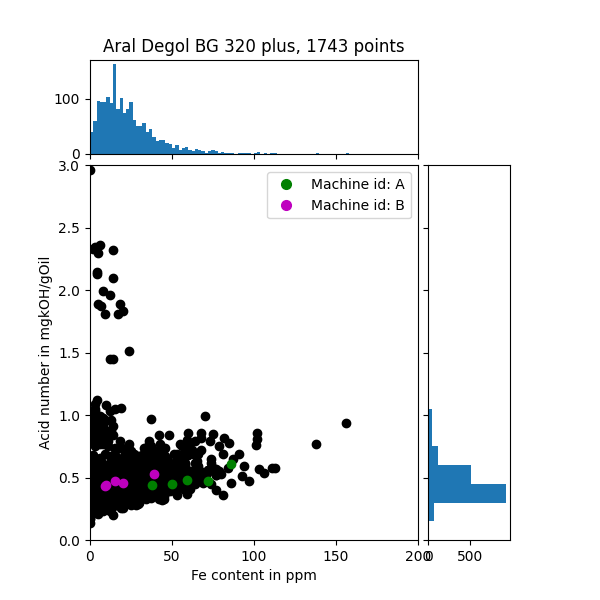 Aral Degol BG 320 plus, 1743 points
100
0
3.0
2.5
2.0
1.5
1.0
0.5
0.0
Acid number in mgkOH/gOil
Machine id: A
Machine id: B
0 50 100 150 200
0 500
Fe content in ppm